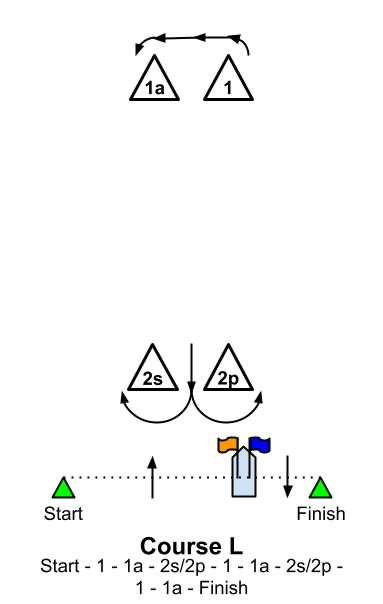 1a 1
2s 2p
Start Finish
Course L
Start - 1 - 1a - 2s/2p - 1 - 1a - 2s/2p -
1 - 1a - Finish